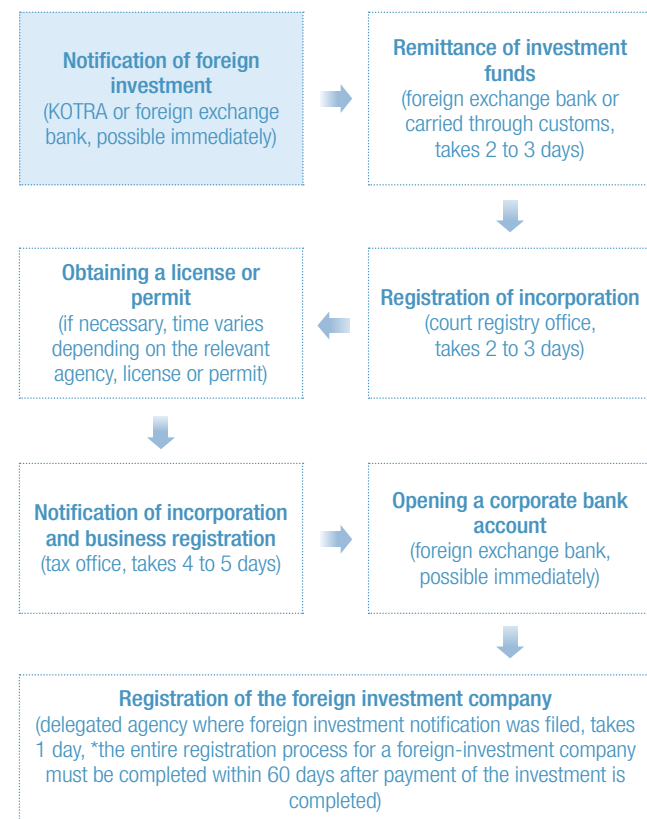 Notification of foreign
investment
(KOTRA or foreign exchange
bank, possible immediately)
Remittance of investment
funds
(foreign exchange bank or
carried through customs,
takes 2 to 3 days)
Registration of incorporation
(court registry office,
takes 2 to 3 days)
Obtaining a license or
permit
(if necessary, time varies
depending on the relevant
agency, license or permit)
Notification of incorporation
and business registration
(tax office, takes 4 to 5 days)
Opening a corporate bank
account
(foreign exchange bank,
possible immediately)
Registration of the foreign investment company
(delegated agency where foreign investment notification was filed, takes
1 day, *the entire registration process for a foreign-investment company
must be completed within 60 days after payment of the investment is
completed)